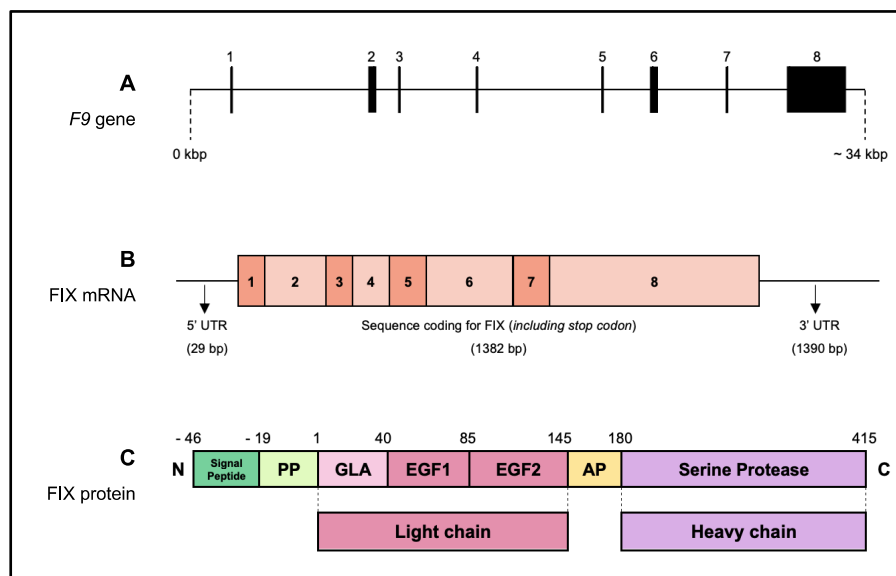 1 2 3 4 5 6 7 8
A
F9 gene
0 kbp ~ 34 kbp
B
FIX mRNA
1 2 3 4 5 6 7 8
5' UTR Sequence coding for FIX (including stop codon) 3' UTR
(29 bp) (1382 bp) (1390 bp)
- 46 - 19 1 40 85 145 180 415
C
FIX protein
N Signal Peptide PP GLA EGF1 EGF2 AP Serine Protease C
Light chain Heavy chain